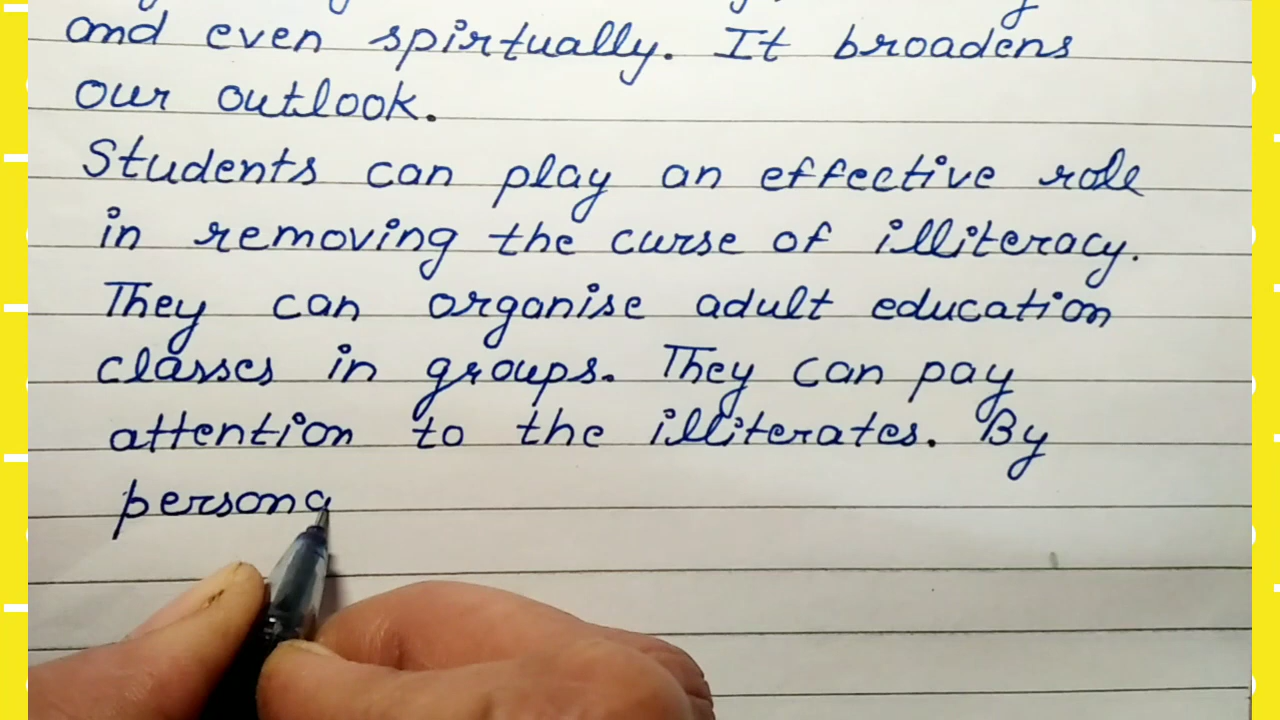 and even spirtually. It broadens
our outlook.
Students can play an effective role
in removing the curse of illiteracy.
They can organise adult education
classes in groups. They can pay
attention to the illiterates. By
persona